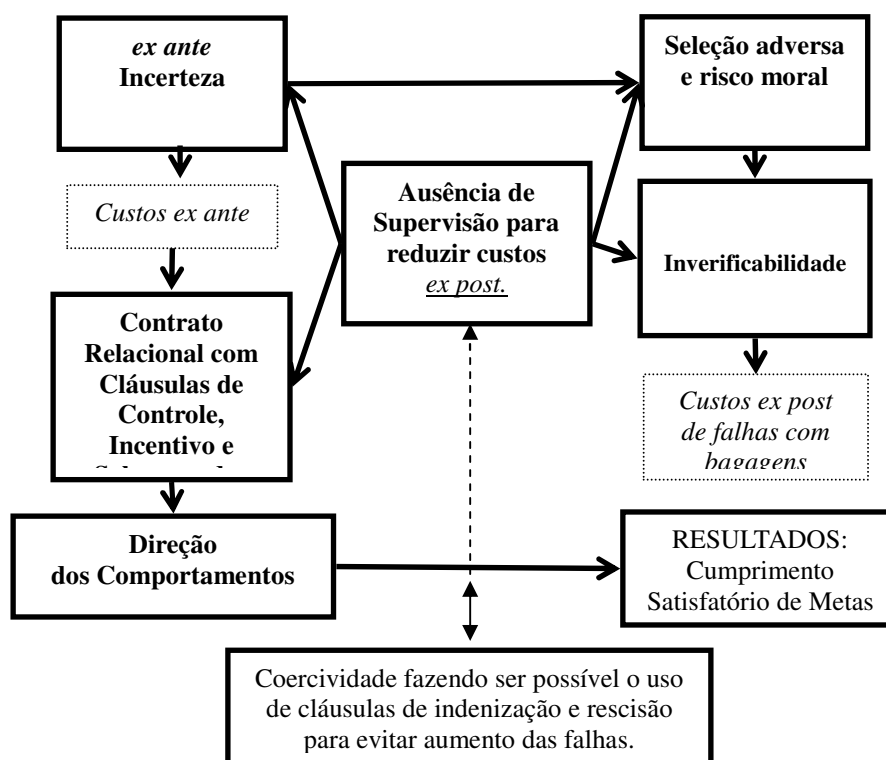 ex ante
Incerteza
Seleção adversa
e risco moral
Custos ex ante
Ausência de
Supervisão para
reduzir custos
ex post.
Inverificabilidade
Contrato
Relacional com
Cláusulas de
Controle,
Incentivo e
Custos ex post
de falhas com
bagagens
Direção
dos Comportamentos
RESULTADOS:
Cumprimento
Satisfatório de Metas
Coercividade fazendo ser possível o uso
de cláusulas de indenização e rescisão
para evitar aumento das falhas.